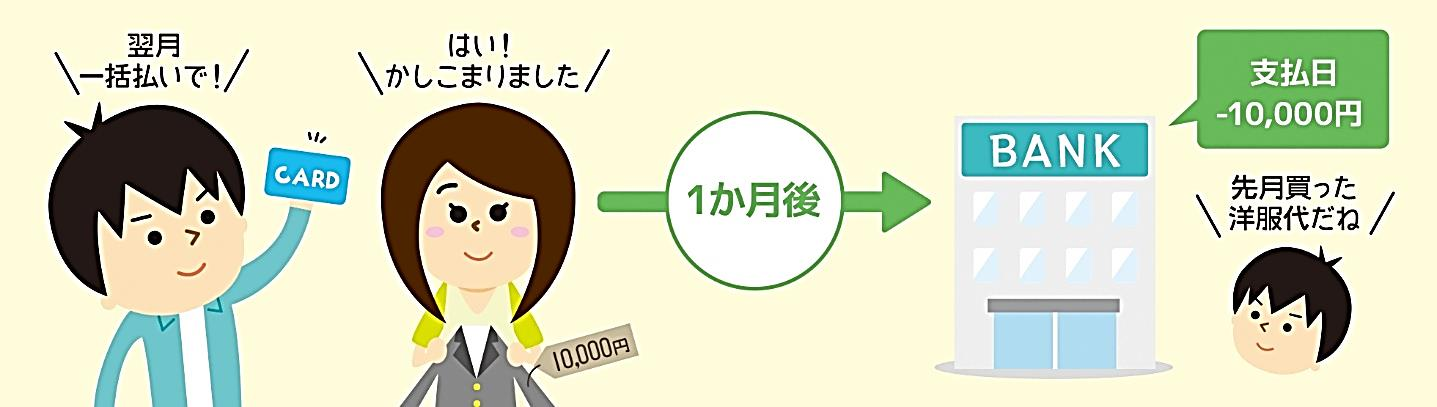 翌月
一括払いで!
はい!
かしこまりました
CARD
10,000円
1か月後
BANK
支払日
-10,000円
先月買った
洋服代だね